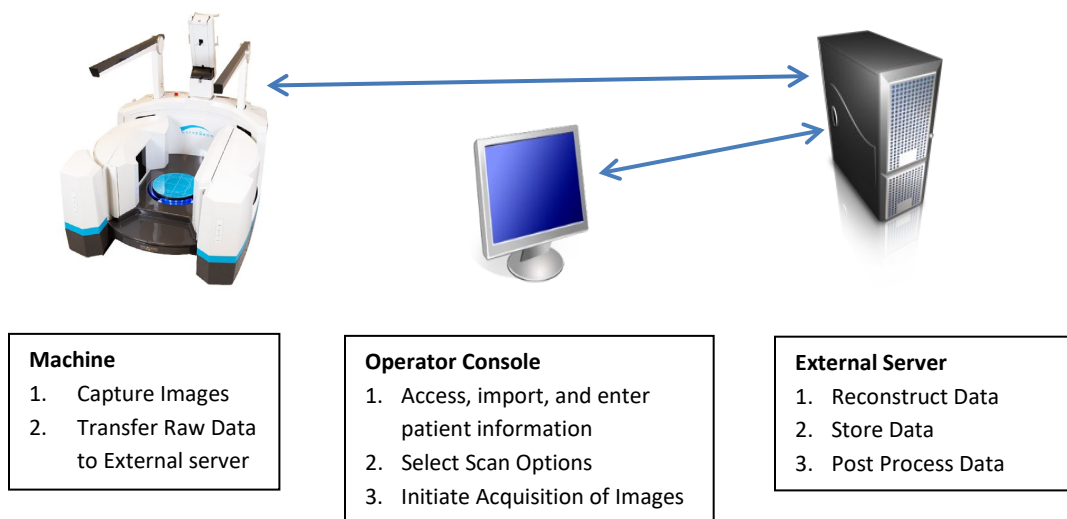 Machine
1. Capture Images
2. Transfer Raw Data
to External server
Operator Console
1. Access, import, and enter
patient information
2. Select Scan Options
3. Initiate Acquisition of Images
External Server
1. Reconstruct Data
2. Store Data
3. Post Process Data